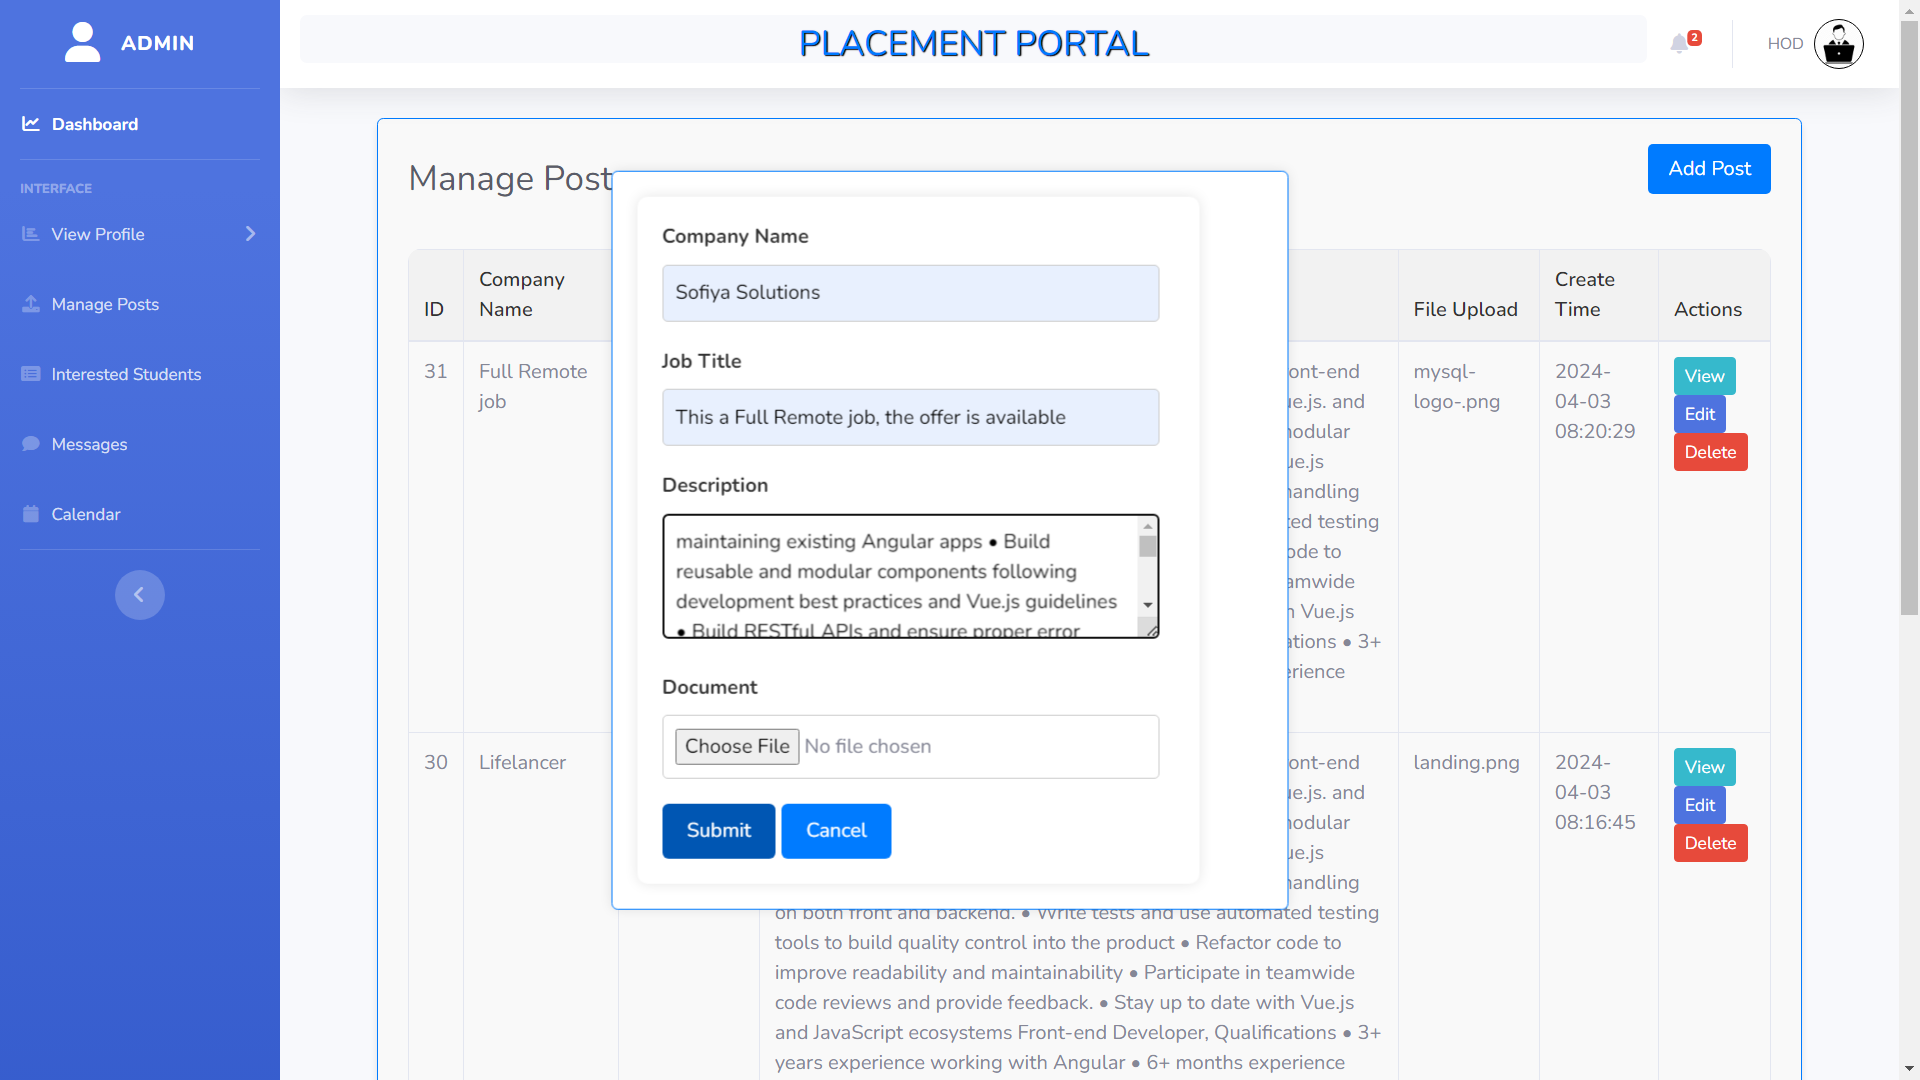 ADMIN
Dashboard
INTERFACE
View Profile
Manage Posts
Interested Students
Messages
Calendar
PLACEMENT PORTAL
2
HOD
Manage Post
Add Post
ID
Company
Name
File Upload
Create
Time
Actions
31
Full Remote
job
ont-end
ue.js. and
nodular
ue.js
handling
ted testing
ode to
amwide
n Vue.js
ations • 3+
erience
mysql-
logo-.png
2024-
04-03
08:20:29
View
Edit
Delete
Company Name
Sofiya Solutions
Job Title
This a Full Remote job, the offer is available
Description
maintaining existing Angular apps • Build
reusable and modular components following
development best practices and Vue.js guidelines
• Build RESTful APIs and ensure proper error
Document
Choose File No file chosen
Submit
Cancel
30
Lifelancer
ont-end
ue.js. and
nodular
ue.js
handling
on both front and backend. • Write tests and use automated testing
tools to build quality control into the product • Refactor code to
improve readability and maintainability • Participate in teamwide
code reviews and provide feedback. • Stay up to date with Vue.js
and JavaScript ecosystems Front-end Developer, Qualifications • 3+
years experience working with Angular • 6+ months experience
landing.png
2024-
04-03
08:16:45
View
Edit
Delete